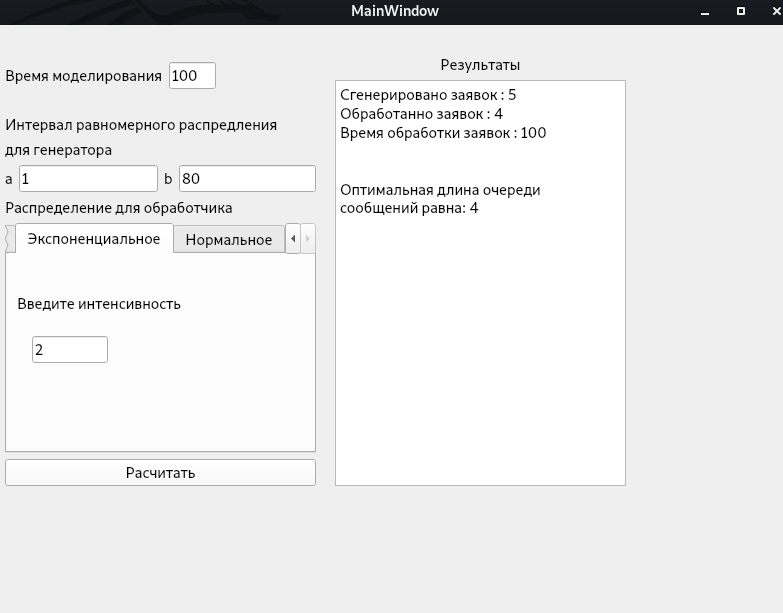 MainWindow
Время моделирования 100
Интервал равномерного распредления
для генератора
a 1 b 80
Распределение для обработчика
Экспоненциальное Нормальное
Введите интенсивность
2
Расчитать
Результаты
Сгенерировано заявок : 5
Обработанно заявок : 4
Время обработки заявок : 100
Оптимальная длина очереди
сообщений равна: 4